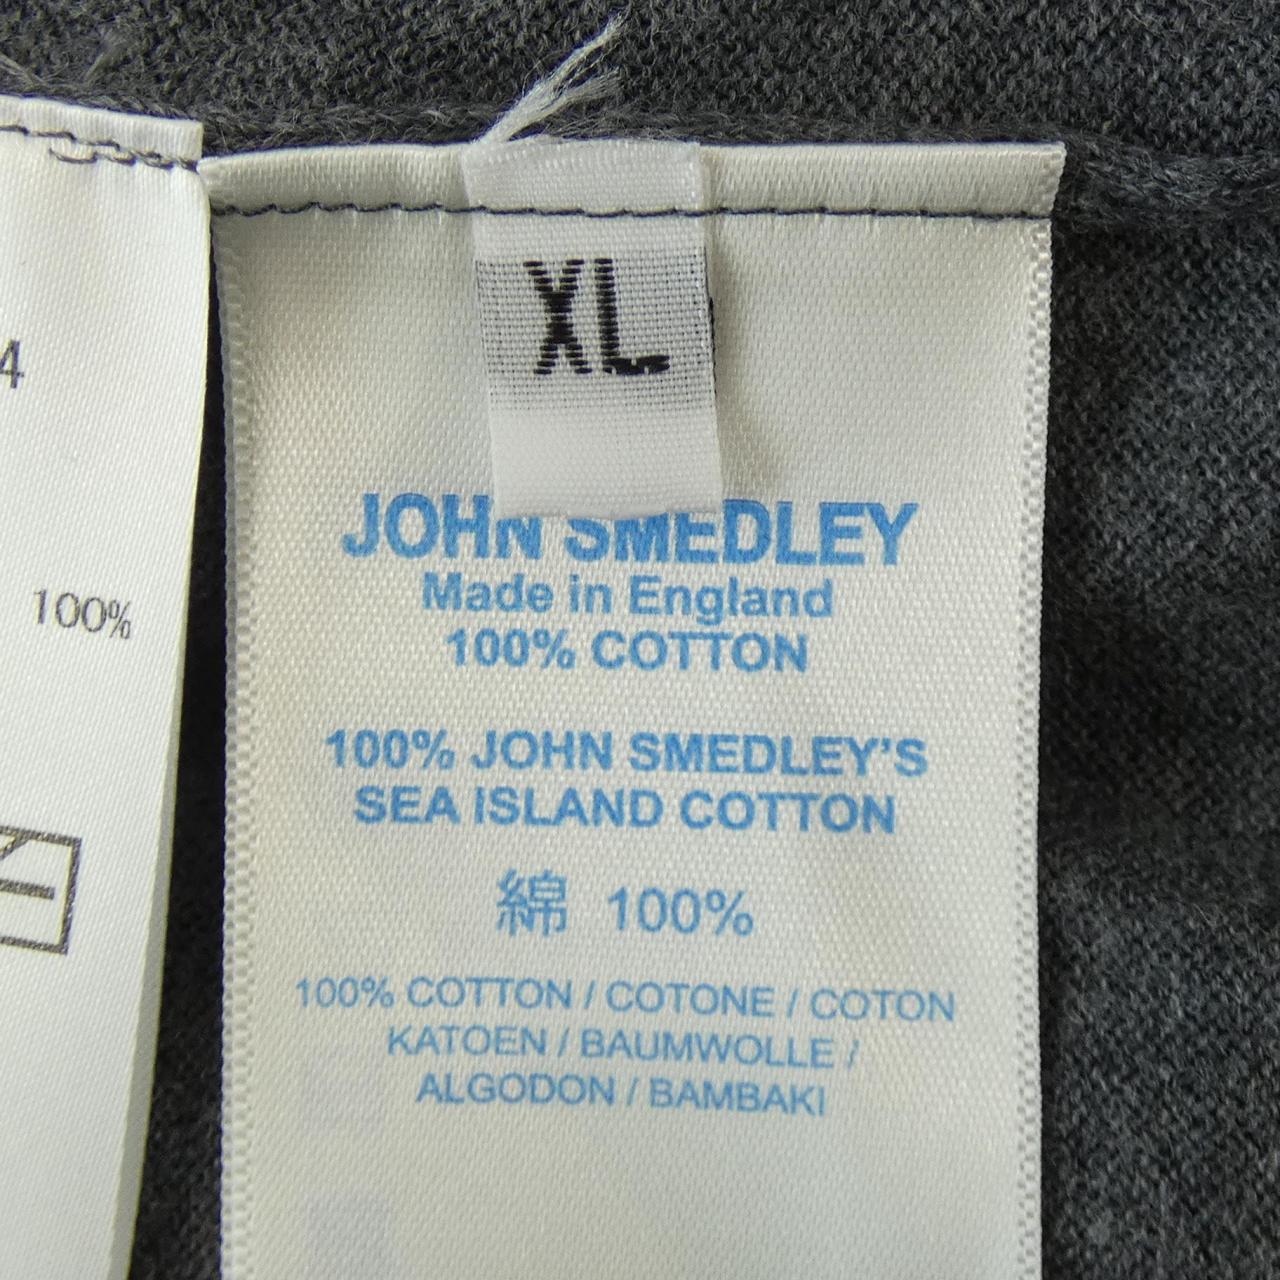 4
100%
XL
JOHN SMEDLEY
Made in England
100% COTTON
100% JOHN SMEDLEY'S
SEA ISLAND COTTON
綿 100%
100% COTTON / COTONE / COTON
KATOEN / BAUMWOLLE /
ALGODON / BAMBAKI